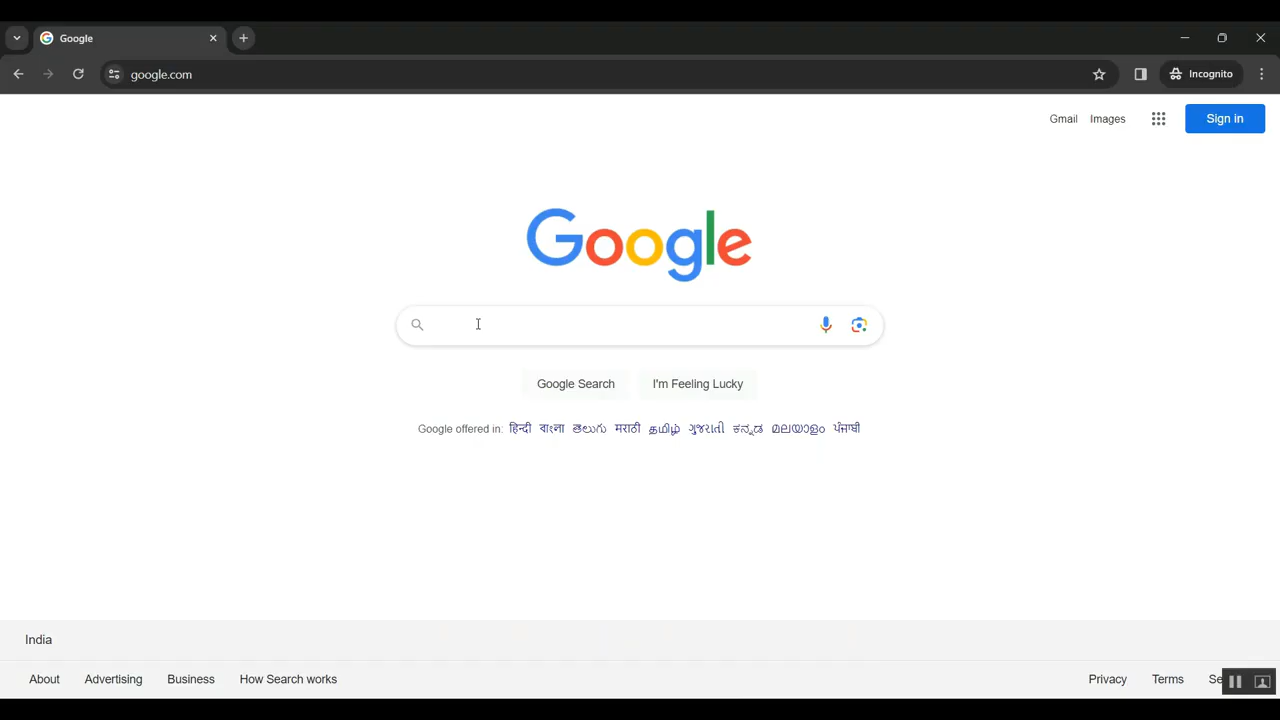 Google
google.com
Incognito
Gmail Images
Sign in
Google
Google Search I'm Feeling Lucky
Google offered in: हिन्दी বাংলা తెలుగు मराठी தமிழ் ગુજરાતી ಕನ್ನಡ മലയാളം ਪੰਜਾਬੀ
India
About Advertising Business How Search works Privacy Terms Se